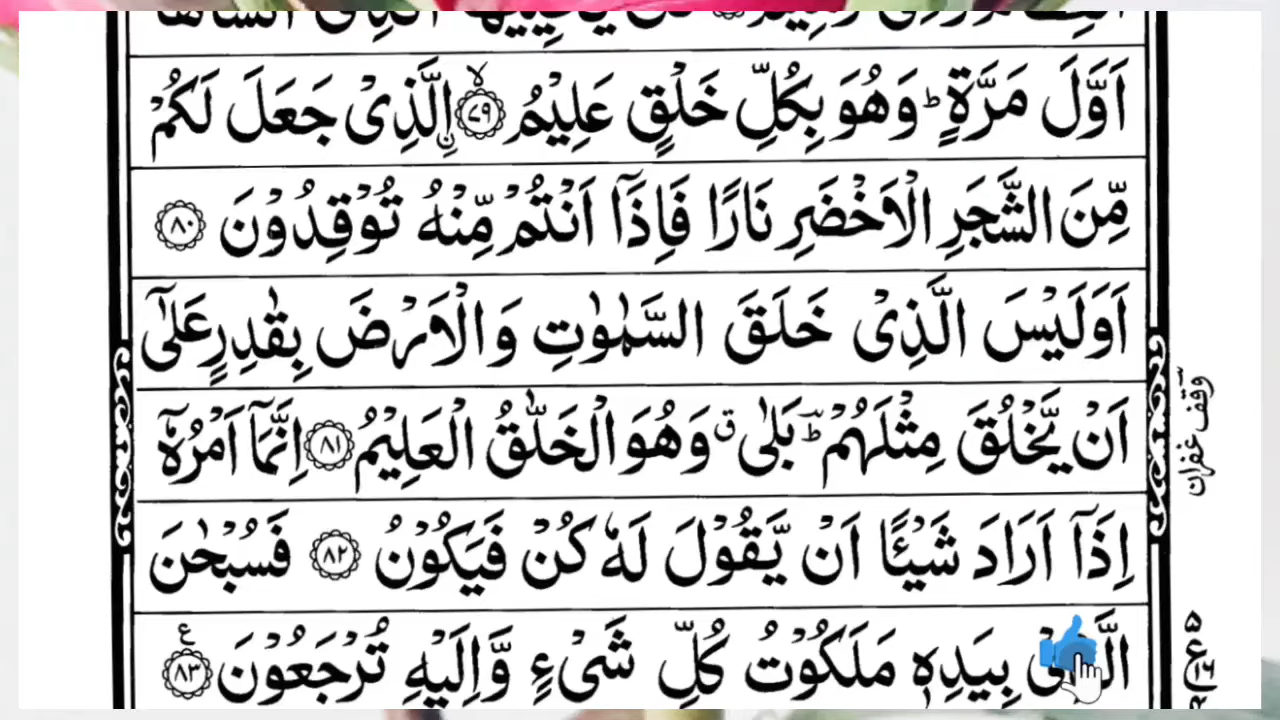 اَوَّلَ مَرَّةٍ ؕ وَهُوَ بِكُلِّ خَلْقٍ عَلِيْمُ ۙ﴿۷۹﴾ ۟اِلَّذِىْ جَعَلَ لَكُمْ
مِّنَ الشَّجَرِ الْاَخْضَرِ نَارًا فَاِذَاۤ اَنْتُمْ مِّنْهُ تُوْقِدُوْنَ ﴿۸۰﴾
اَوَلَيْسَ الَّذِىْ خَلَقَ السَّمٰوٰتِ وَالْاَرْضَ بِقٰدِرٍ عَلٰٓى
اَنْ يَّخْلُقَ مِثْلَهُمْ ؕؔ بَلٰى ۗ وَهُوَ الْخَلّٰقُ الْعَلِيْمُ ﴿۸۱﴾ اِنَّمَاۤ اَمْرُهٗۤ
اِذَاۤ اَرَادَ شَيْـًٔا اَنْ يَّقُوْلَ لَهٗ كُنْ فَيَكُوْنُ ﴿۸۲﴾ فَسُبْحٰنَ
الَّذِىْ بِيَدِهٖ مَلَكُوْتُ كُلِّ شَىْءٍ وَّاِلَيْهِ تُرْجَعُوْنَ ﴿۸۳﴾ ع
وقف غفران